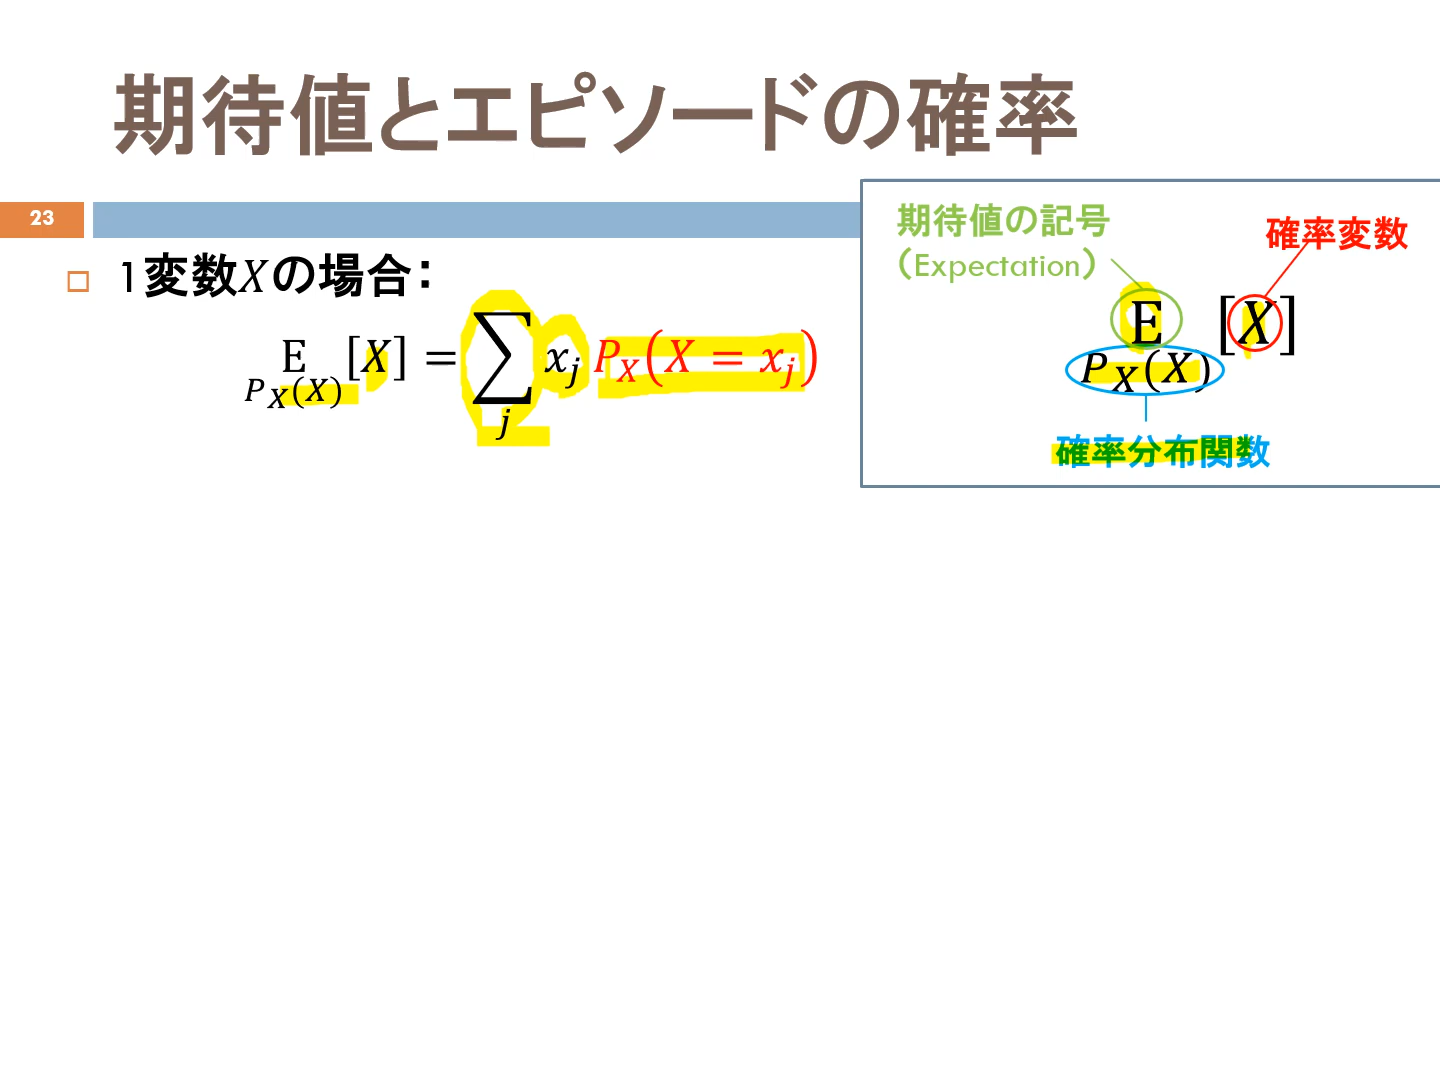 期待値とエピソードの確率
23
1変数Xの場合：
E [X] = ∑ x_j P_X(X = x_j)
P_X(X) j
期待値の記号
（Expectation）
確率変数
E [X]
P_X(X)
確率分布関数